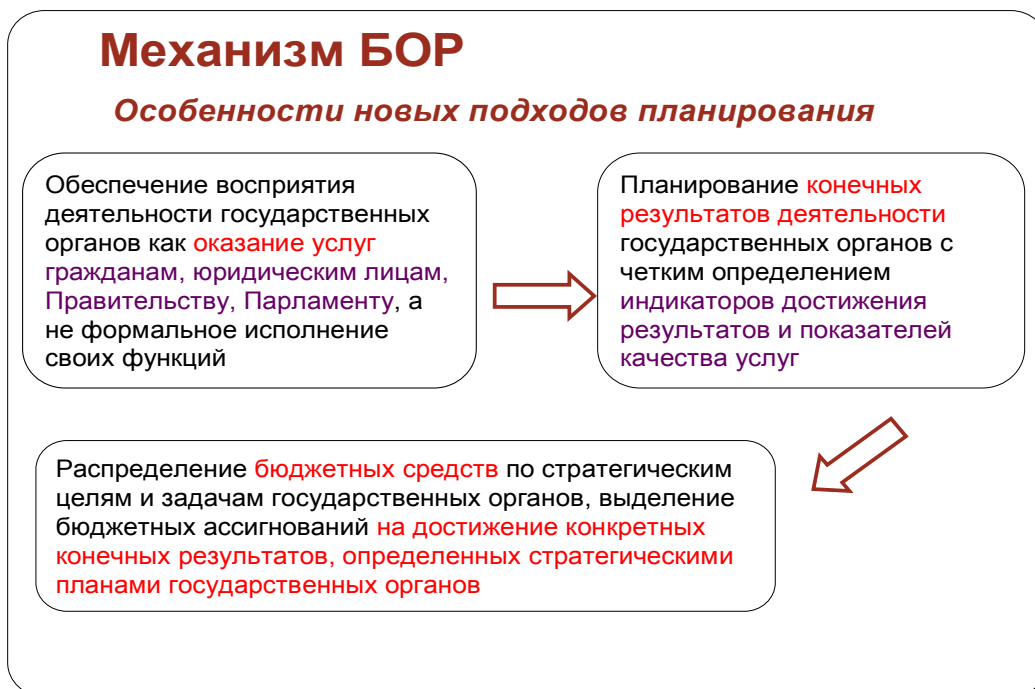 Механизм БОР
Особенности новых подходов планирования
Обеспечение восприятия
деятельности государственных
органов как оказание услуг
гражданам, юридическим лицам,
Правительству, Парламенту, а
не формальное исполнение
своих функций
Планирование конечных
результатов деятельности
государственных органов с
четким определением
индикаторов достижения
результатов и показателей
качества услуг
Распределение бюджетных средств по стратегическим
целям и задачам государственных органов, выделение
бюджетных ассигнований на достижение конкретных
конечных результатов, определенных стратегическими
планами государственных органов